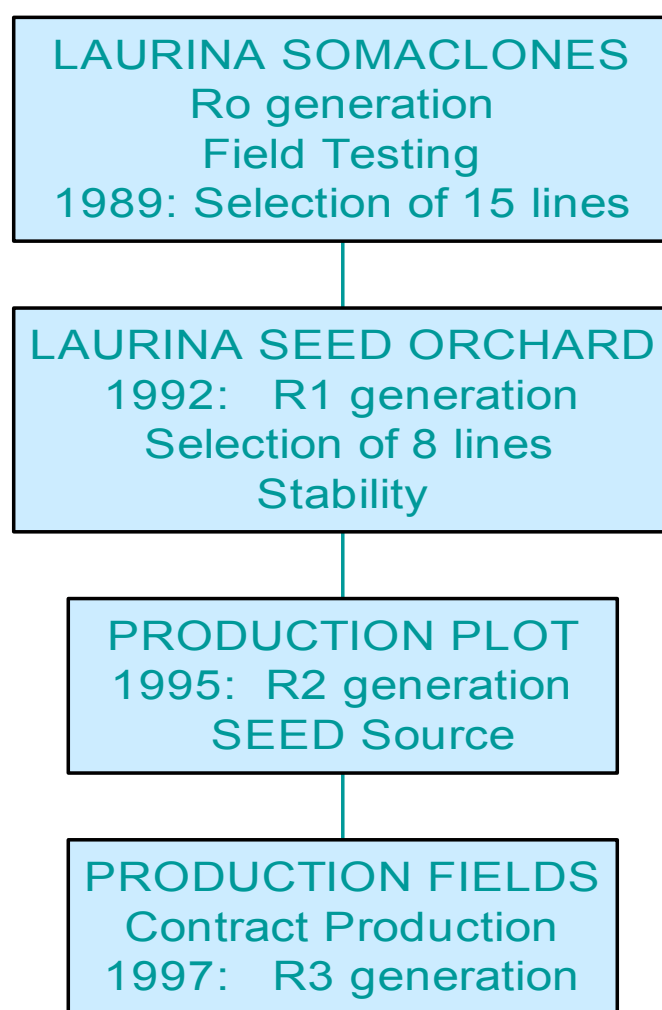 LAURINA SOMACLONES
Ro generation
Field Testing
1989: Selection of 15 lines
LAURINA SEED ORCHARD
1992: R1 generation
Selection of 8 lines
Stability
PRODUCTION PLOT
1995: R2 generation
SEED Source
PRODUCTION FIELDS
Contract Production
1997: R3 generation